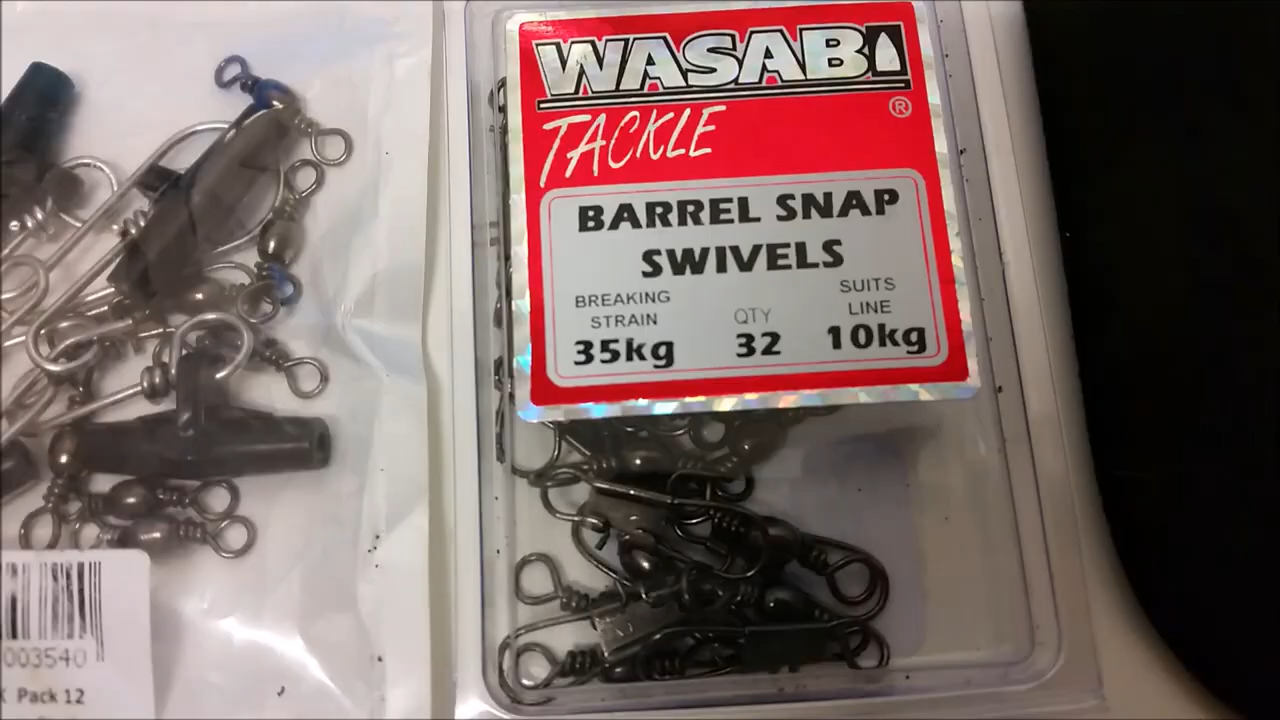 WASABI
TACKLE
®
BARREL SNAP
SWIVELS
BREAKING
STRAIN
35kg
QTY
32
SUITS
LINE
10kg
003540
Pack 12